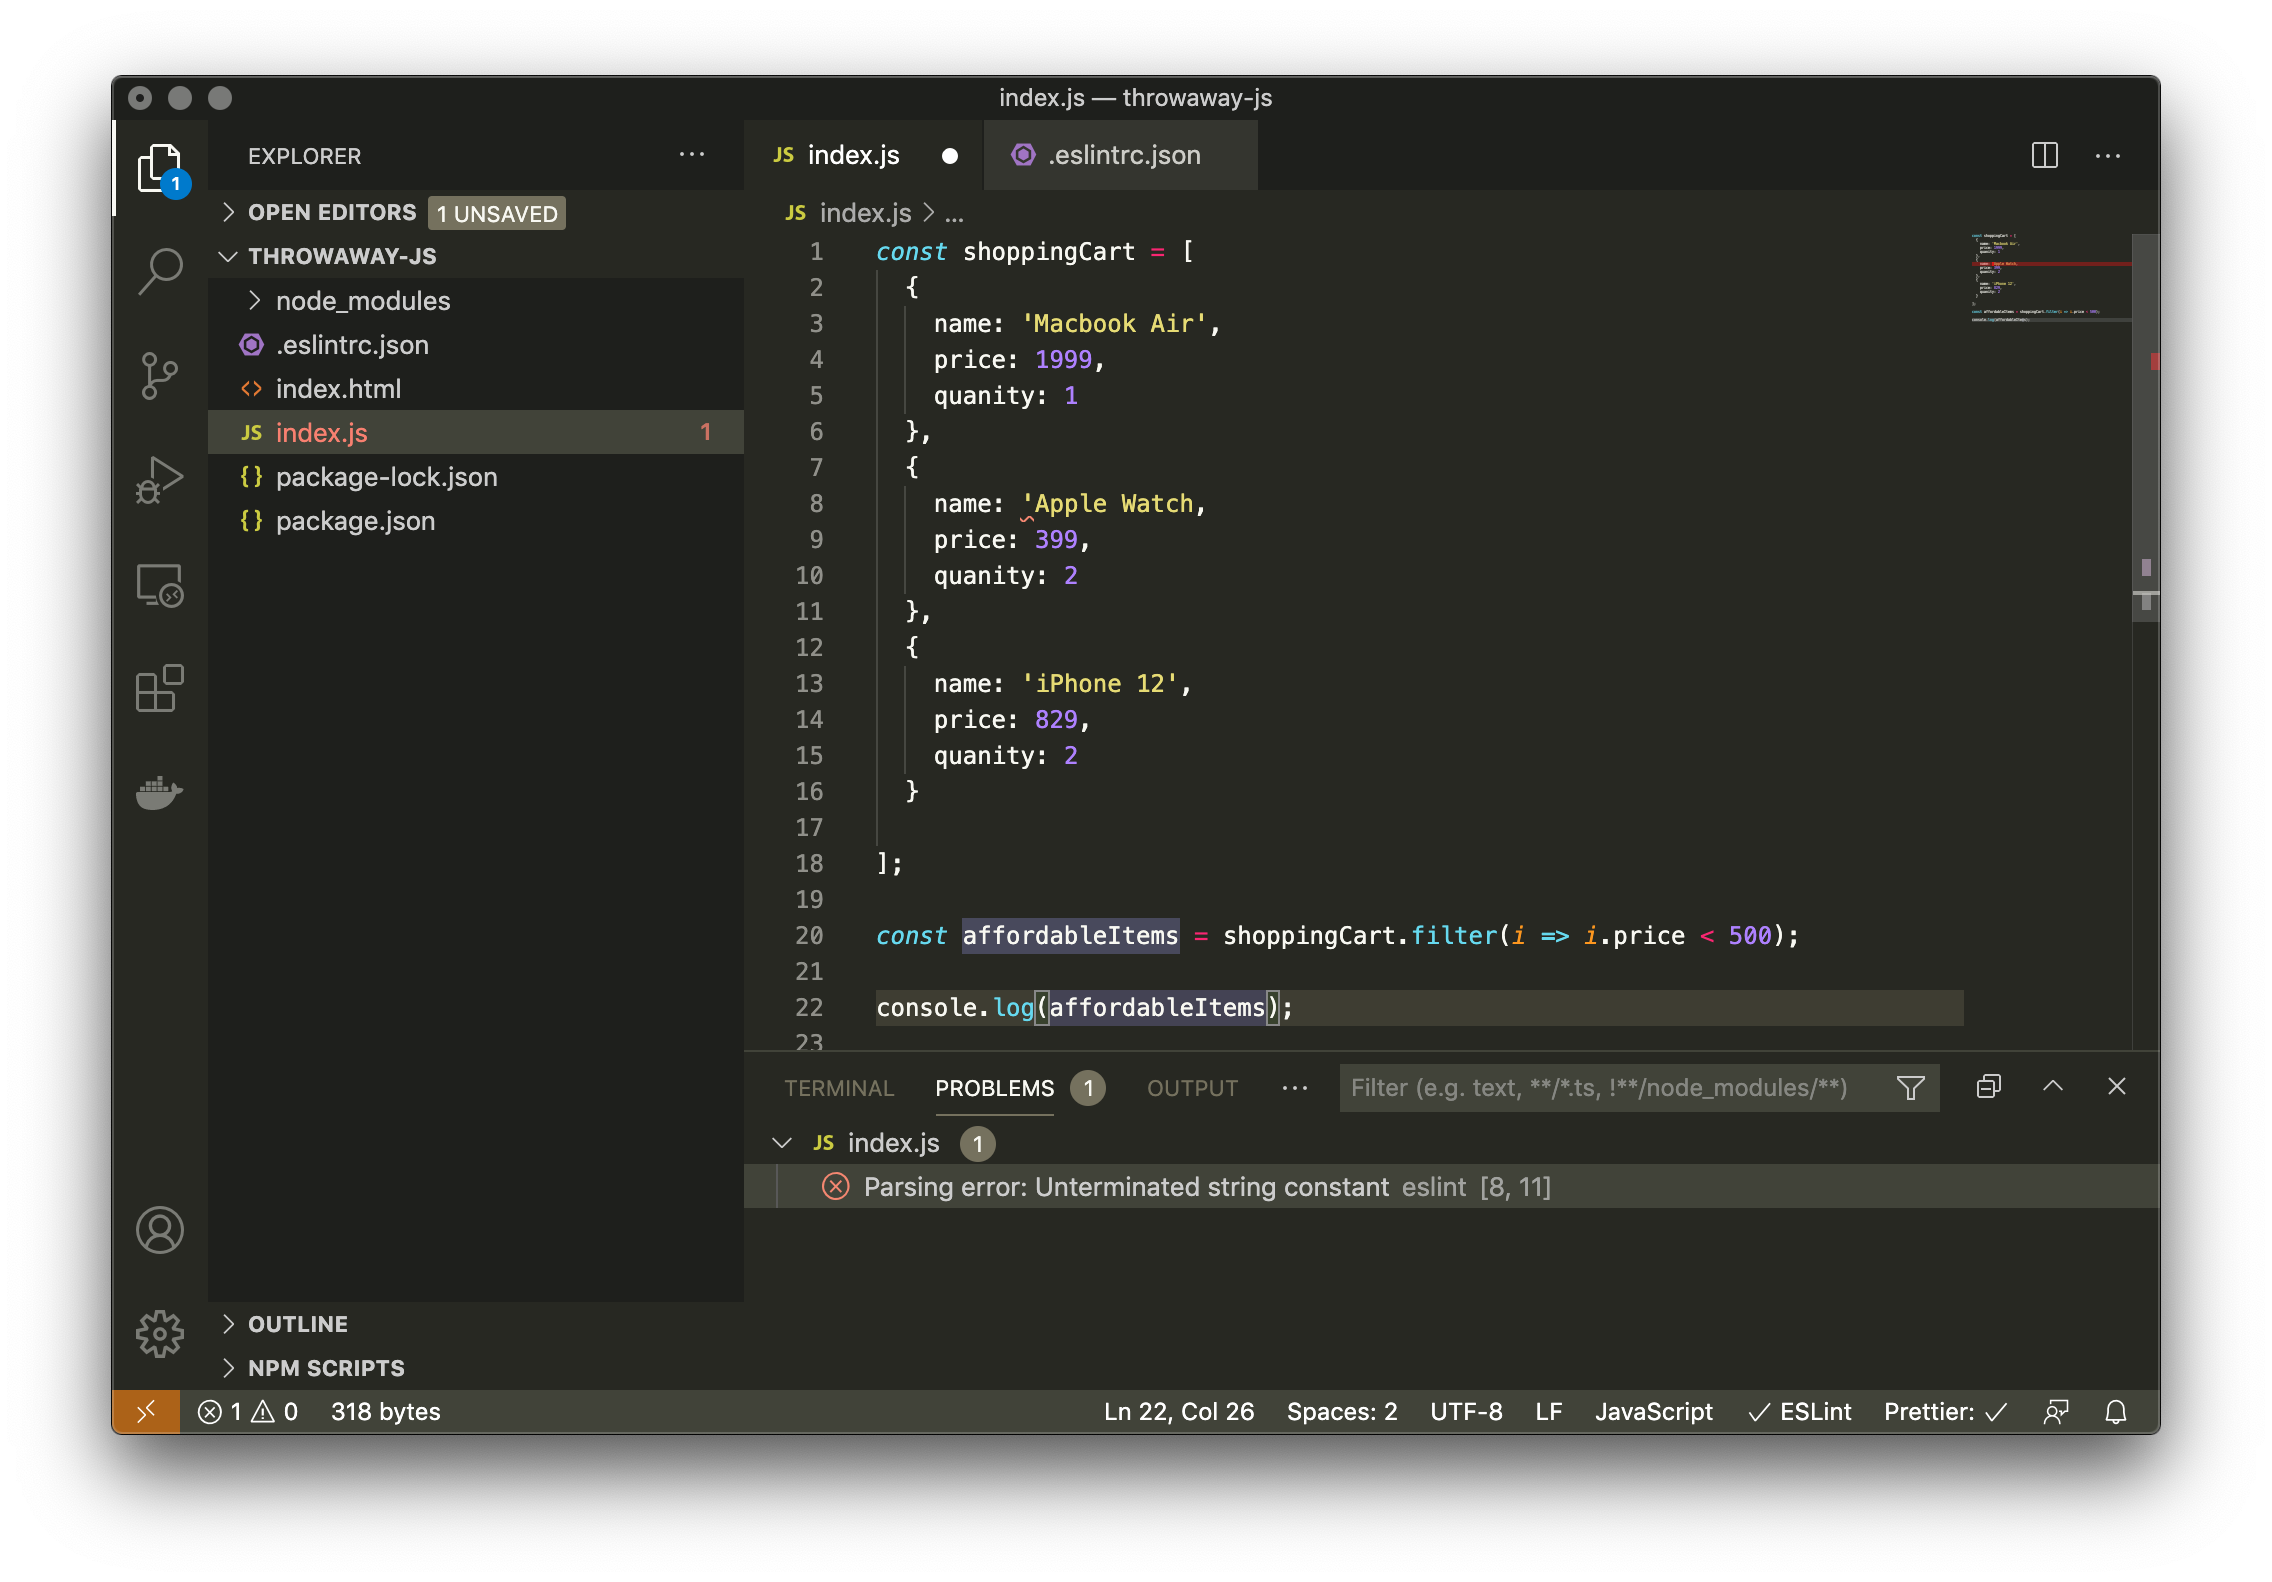 index.js — throwaway-js
EXPLORER
1
OPEN EDITORS 1 UNSAVED
THROWAWAY-JS
node_modules
.eslintrc.json
index.html
JS index.js 1
{} package-lock.json
{} package.json
OUTLINE
NPM SCRIPTS
JS index.js
.eslintrc.json
JS index.js > ...
1 const shoppingCart = [
2 {
3 name: 'Macbook Air',
4 price: 1999,
5 quanity: 1
6 },
7 {
8 name: 'Apple Watch,
9 price: 399,
10 quanity: 2
11 },
12 {
13 name: 'iPhone 12',
14 price: 829,
15 quanity: 2
16 }
17
18 ];
19
20 const affordableItems = shoppingCart.filter(i => i.price < 500);
21
22 console.log(affordableItems);
23
TERMINAL PROBLEMS 1 OUTPUT ... Filter (e.g. text, **/*.ts, !**/node_modules/**)
JS index.js 1
Parsing error: Unterminated string constant eslint [8, 11]
1 0 318 bytes Ln 22, Col 26 Spaces: 2 UTF-8 LF JavaScript ✓ ESLint Prettier: ✓